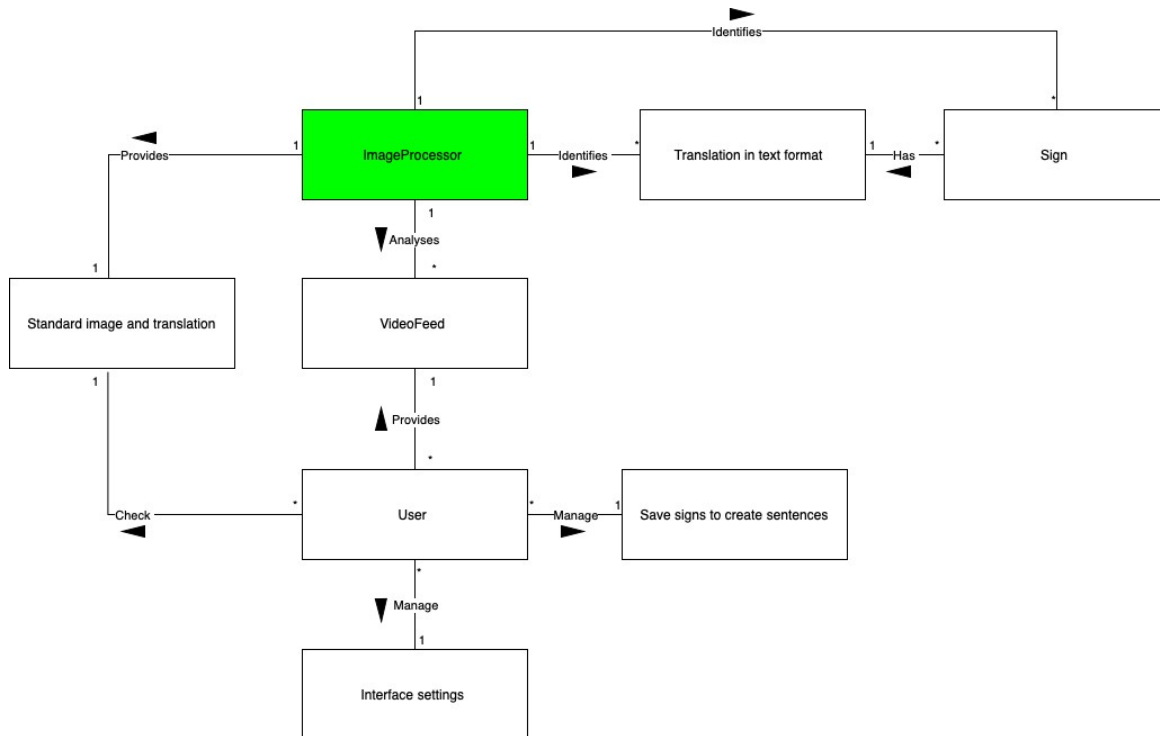 Identifies
1
*
1
ImageProcessor
1
Identifies
*
Translation in text format
1
Has
*
Sign
Provides
1
Analyses
1
*
Standard image and translation
VideoFeed
1
1
Provides
*
Check
*
User
*
Manage
1
Save signs to create sentences
*
Manage
1
Interface settings